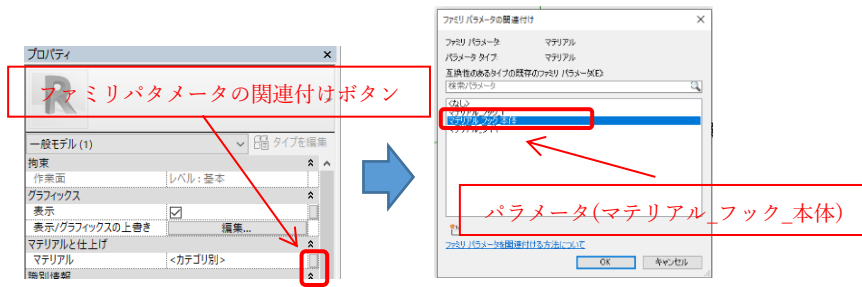 プロパティ
ファミリパタメータの関連付けボタン
一般モデル (1)
タイプを編集
拘束
作業面
レベル : 基本
グラフィックス
表示
表示/グラフィックスの上書き
編集...
マテリアルと仕上げ
マテリアル
<カテゴリ別>
識別情報
ファミリ パラメータの関連付け
ファミリ パラメータ:
マテリアル
パラメータ タイプ:
マテリアル
互換性のあるタイプの既存のファミリ パラメータ(E):
検索パラメータ
<なし>
マテリアル_フック_本体
パラメータ(マテリアル_フック_本体)
ファミリ パラメータを関連付ける方法について
OK
キャンセル